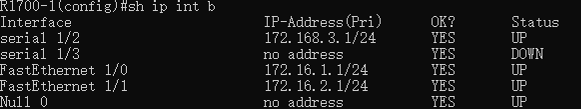 R1700-1(config)#sh ip int b
Interface IP-Address(Pri) OK? Status
serial 1/2 172.168.3.1/24 YES UP
serial 1/3 no address YES DOWN
FastEthernet 1/0 172.16.1.1/24 YES UP
FastEthernet 1/1 172.16.2.1/24 YES UP
Null 0 no address YES UP